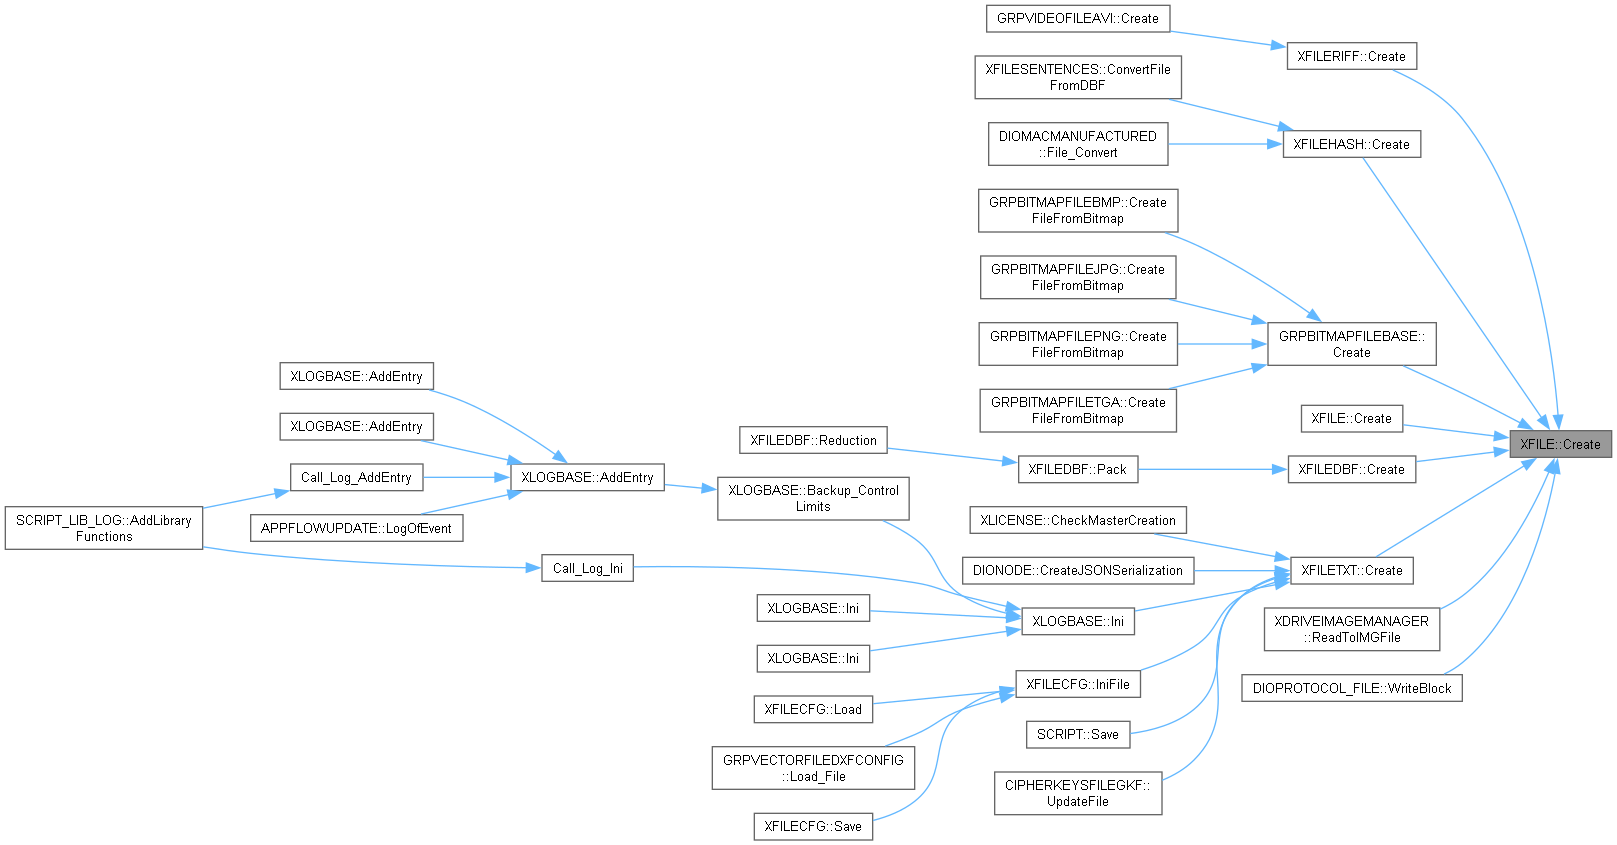 GRPVIDEOFILEAVI::Create
XFILERIFF::Create
XFILESENTENCES::ConvertFile
FromDBF
DIOMACMANUFACTURED
::File_Convert
XFILEHASH::Create
GRPBITMAPFILEBMP::Create
FileFromBitmap
GRPBITMAPFILEJPG::Create
FileFromBitmap
GRPBITMAPFILEPNG::Create
FileFromBitmap
GRPBITMAPFILEBASE::
Create
GRPBITMAPFILETGA::Create
FileFromBitmap
XLOGBASE::AddEntry
XLOGBASE::AddEntry
XFILE::Create
XFILEDBF::Reduction
XFILE::Create
Call_Log_AddEntry
XLOGBASE::AddEntry
XFILEDBF::Pack
XFILEDBF::Create
XLOGBASE::Backup_Control
Limits
SCRIPT_LIB_LOG::AddLibrary
Functions
APPFLOWUPDATE::LogOfEvent
XLICENSE::CheckMasterCreation
Call_Log_Ini
DIONODE::CreateJSONSerialization
XFILETXT::Create
XLOGBASE::Ini
XLOGBASE::Ini
XDRIVEIMAGEMANAGER
::ReadToIMGFile
XLOGBASE::Ini
XFILECFG::IniFile
DIOPROTOCOL_FILE::WriteBlock
XFILECFG::Load
SCRIPT::Save
GRPVECTORFILEDXFCONFIG
::Load_File
CIPHERKEYSFILEGKF::
UpdateFile
XFILECFG::Save